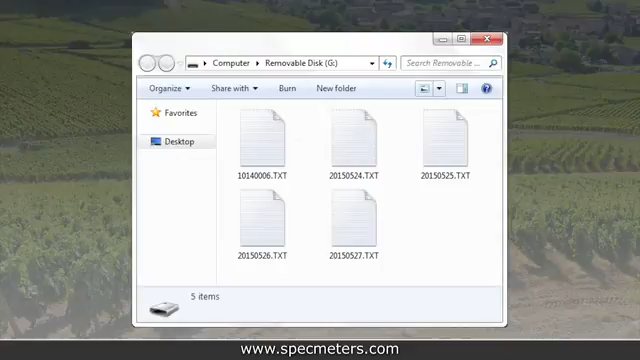 Computer Removable Disk (G:) Search Removable ...
Organize Share with Burn New folder
Favorites
Desktop
10140006.TXT 20150524.TXT 20150525.TXT
20150526.TXT 20150527.TXT
5 items
www.specmeters.com